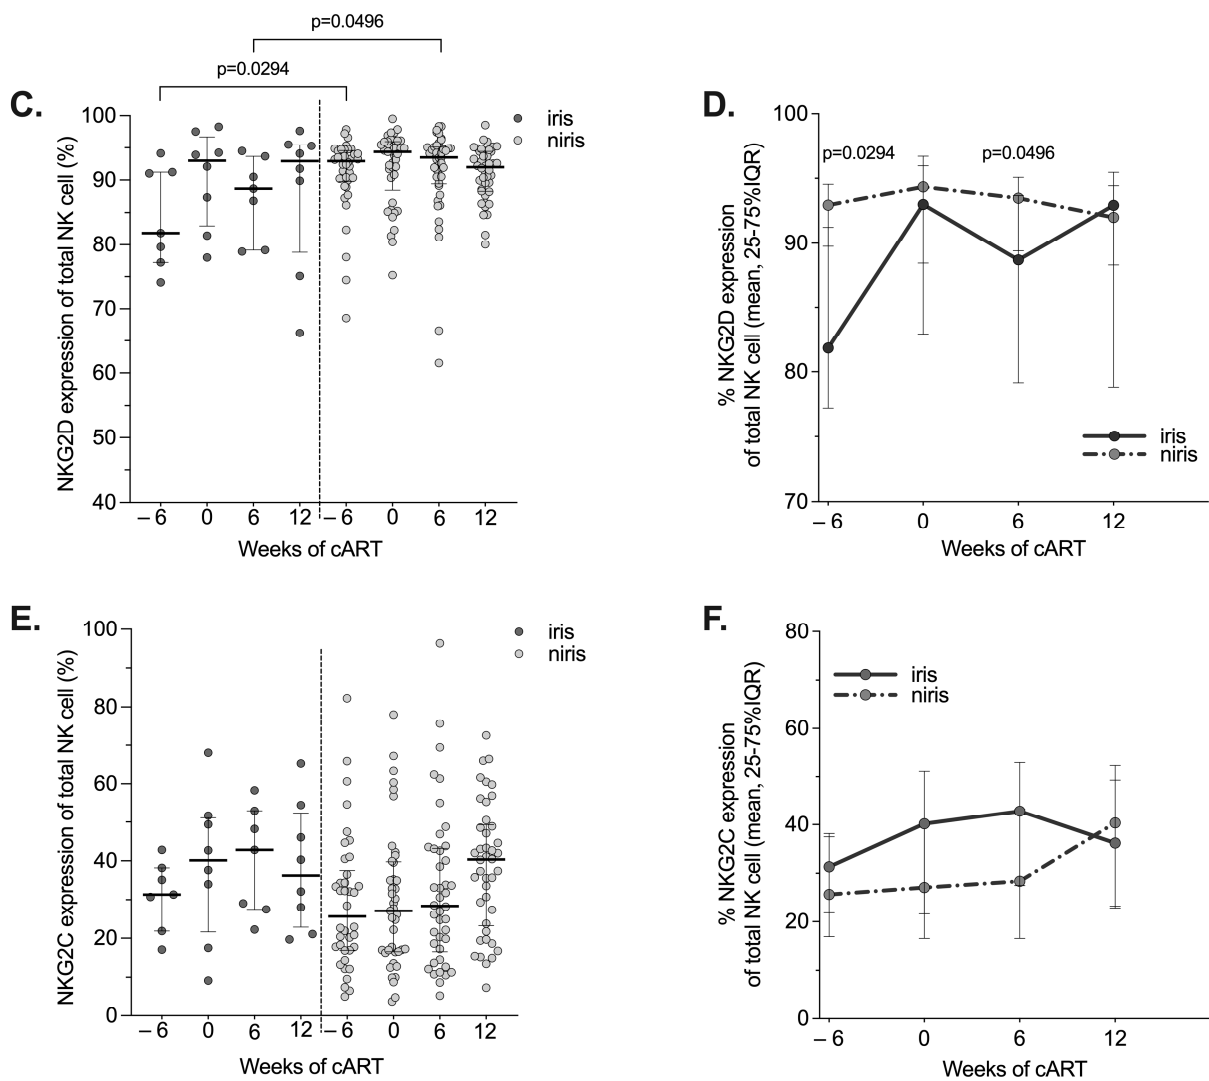 p=0.0496
p=0.0294
C.
NKG2D expression of total NK cell (%)
100
90
80
70
60
50
40
– 6
0
6
12
– 6
0
6
12
Weeks of cART
iris
niris
D.
% NKG2D expression
of total NK cell (mean, 25-75%IQR)
100
90
80
70
p=0.0294
p=0.0496
iris
niris
– 6
0
6
12
Weeks of cART
E.
NKG2C expression of total NK cell (%)
100
80
60
40
20
0
– 6
0
6
12
– 6
0
6
12
Weeks of cART
iris
niris
F.
% NKG2C expression
of total NK cell (mean, 25-75%IQR)
80
60
40
20
0
iris
niris
– 6
0
6
12
Weeks of cART